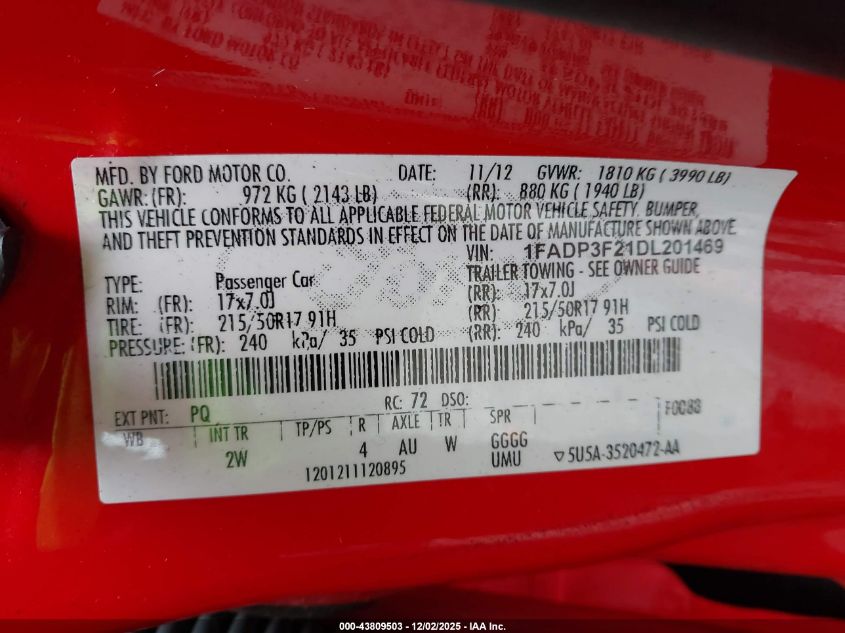 MFD. BY FORD MOTOR CO. DATE: 11/12 GVWR: 1810 KG ( 3990 LB)
GAWR: (FR): 972 KG ( 2143 LB) (RR): 880 KG ( 1940 LB)
THIS VEHICLE CONFORMS TO ALL APPLICABLE FEDERAL MOTOR VEHICLE SAFETY, BUMPER,
AND THEFT PREVENTION STANDARDS IN EFFECT ON THE DATE OF MANUFACTURE SHOWN ABOVE.
VIN: 1FADP3F21DL201469
TYPE: Passenger Car TRAILER TOWING - SEE OWNER GUIDE
RIM: (FR): 17x7.0J (RR): 17x7.0J
TIRE: (FR): 215/50R17 91H (RR): 215/50R17 91H
PRESSURE: (FR): 240 kPa/ 35 PSI COLD (RR): 240 kPa/ 35 PSI COLD
EXT PNT: PQ RC: 72 DSO: F0083
WB INT TR TP/PS R AXLE TR SPR
2W 4 AU W GGGG
UMU
1201211120895 ▽5U5A-3520472-AA
000-43809503 - 12/02/2025 - IAA Inc.